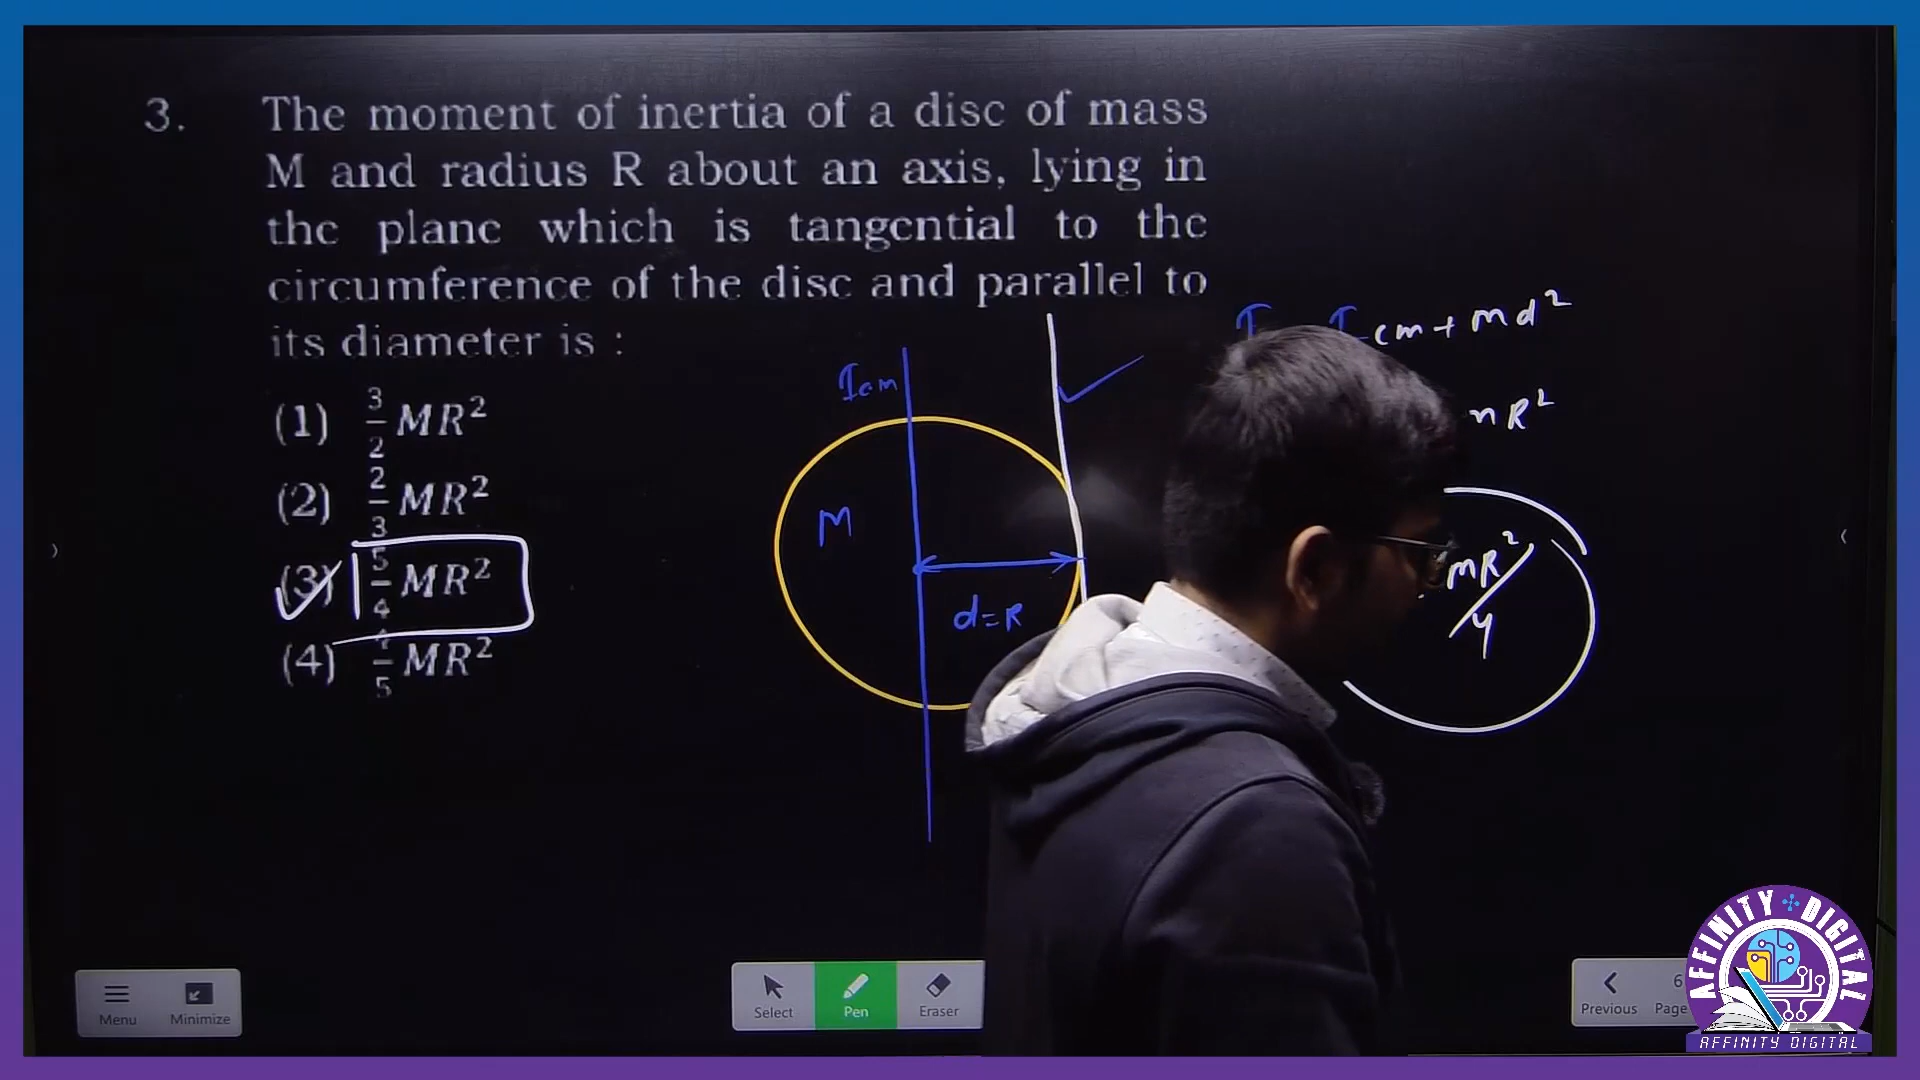 3. The moment of inertia of a disc of mass
M and radius R about an axis, lying in
the plane which is tangential to the
circumference of the disc and parallel to
its diameter is :
(1) 3/2 MR²
(2) 2/3 MR²
(3) 5/4 MR²
(4) 4/5 MR²
Icm
M
d=R
I I cm + md²
R²
mR²/4
Menu
Minimize
Select
Pen
Eraser
Previous
6
Page
AFFINITY DIGITAL
AFFINITY DIGITAL